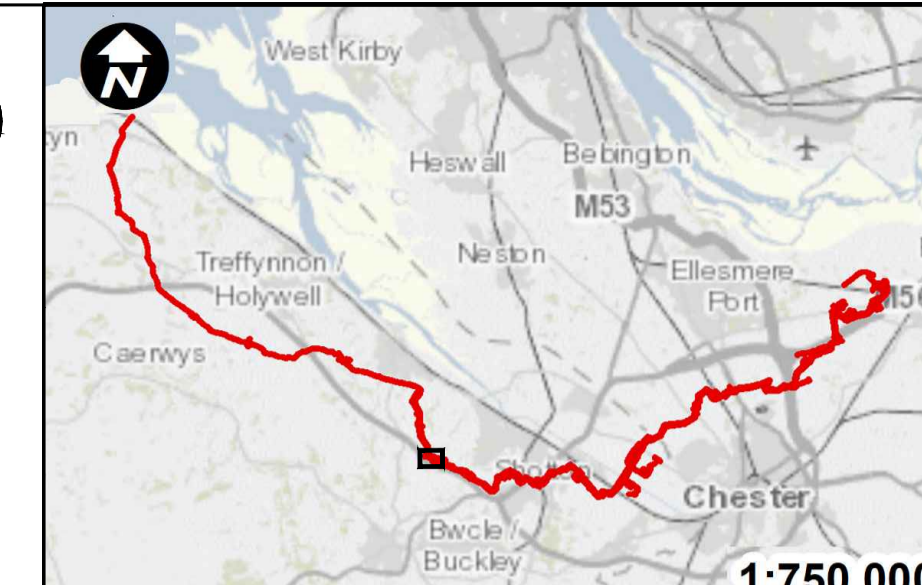 N
West Kirby
yn
Heswall
Bebington
M53
Neston
Treffynnon /
Holywell
Ellesmere
Port
M56
Caerwys
Shotton
Chester
Bwcle /
Buckley
1:750 000